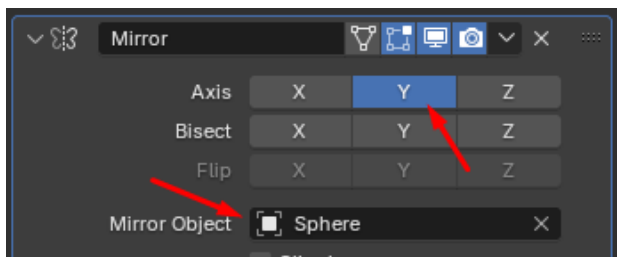 Mirror
Axis X Y Z
Bisect X Y Z
Flip X Y Z
Mirror Object Sphere